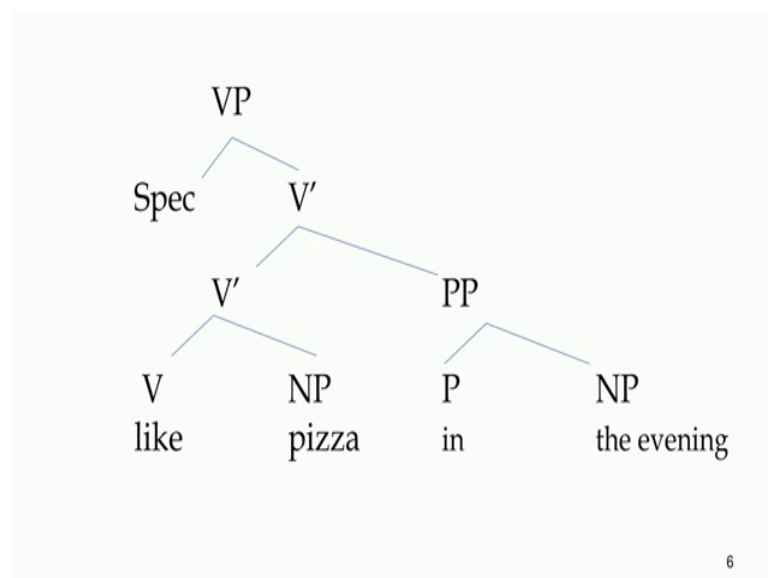 VP
Spec V′
V′ PP
V NP P NP
like pizza in the evening
6